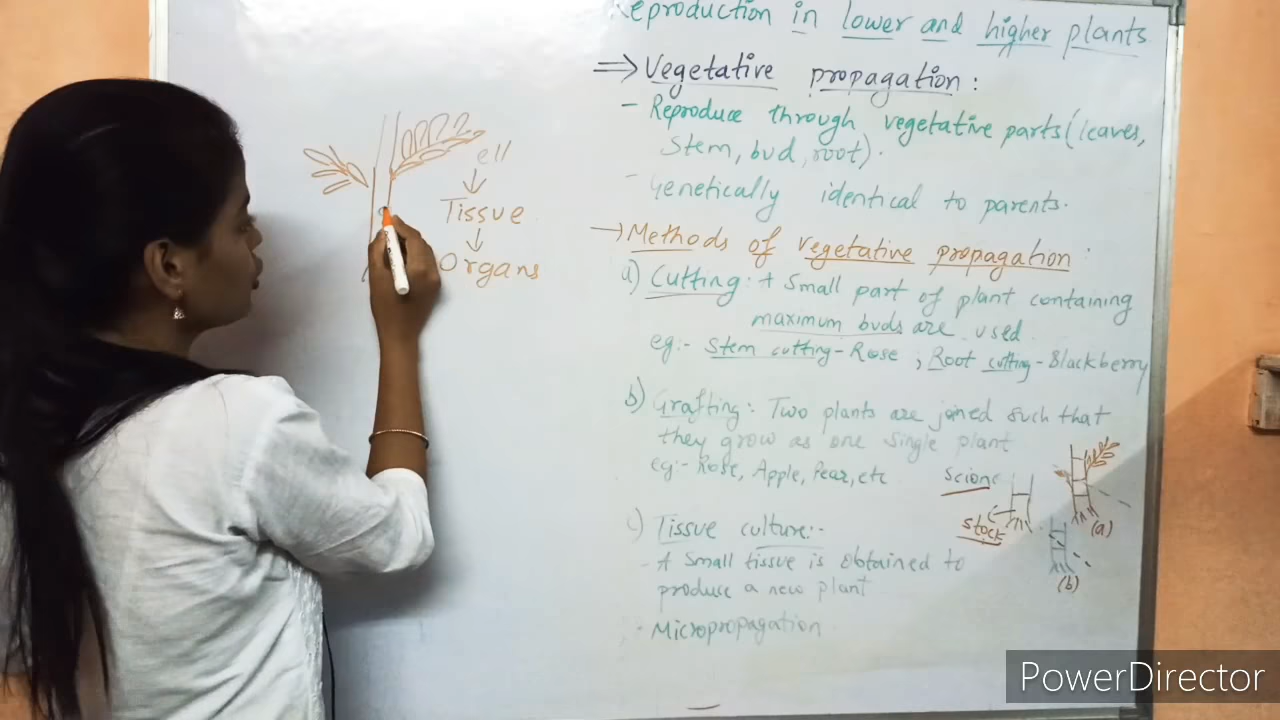 Reproduction in lower and higher plants
⇒ Vegetative propagation :
- Reproduce through vegetative parts (leaves,
stem, bud, root).
- Genetically identical to parents.
→ Methods of vegetative propagation :
a) Cutting : A small part of plant containing
maximum buds are used
eg:- Stem cutting - Rose , Root cutting - Blackberry
b) Grafting : Two plants are joined such that
they grow as one single plant
eg:- Rose, Apple, Pear, etc
scion
stock
(a)
(b)
c) Tissue culture:-
- A small tissue is obtained to
produce a new plant
- Micropropagation
ell
↓
Tissue
↓
Organs
PowerDirector